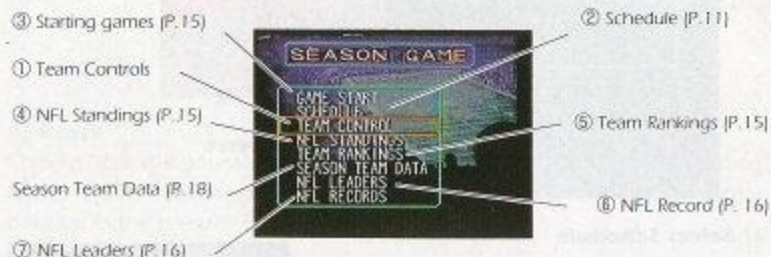 ③ Starting games (P.15)
② Schedule (P.11)
① Team Controls
④ NFL Standings (P.15)
⑤ Team Rankings (P.15)
Season Team Data (P.18)
⑥ NFL Record (P. 16)
⑦ NFL Leaders (P.16)
SEASON GAME
GAME START
SCHEDULE
TEAM CONTROL
NFL STANDINGS
TEAM RANKINGS
SEASON TEAM DATA
NFL LEADERS
NFL RECORDS